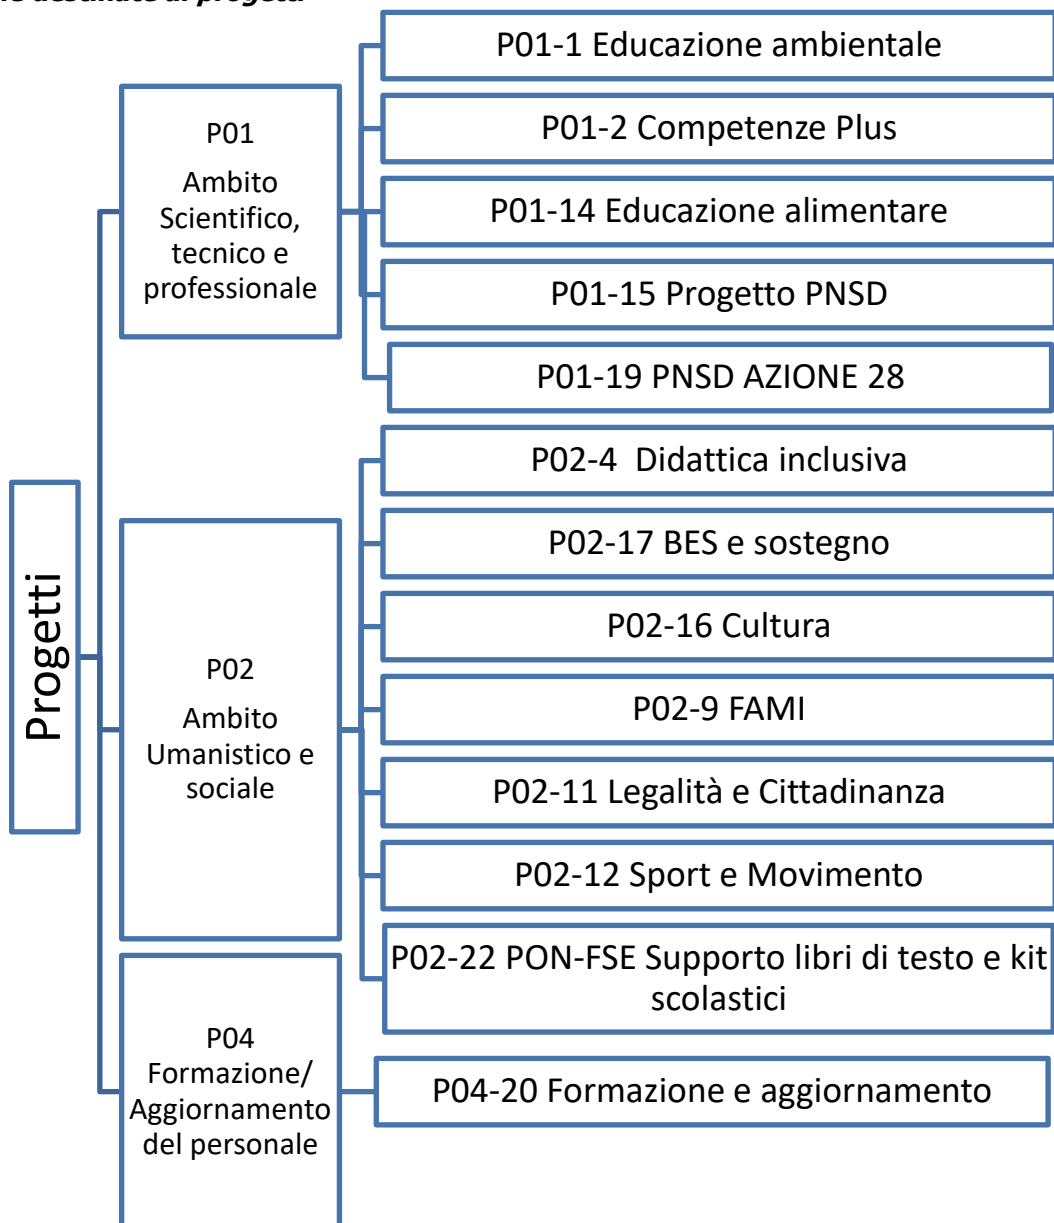 destinate ai progetti
Progetti
P01
Ambito
Scientifico,
tecnico e
professionale
P01-1 Educazione ambientale
P01-2 Competenze Plus
P01-14 Educazione alimentare
P01-15 Progetto PNSD
P01-19 PNSD AZIONE 28
P02
Ambito
Umanistico e
sociale
P02-4 Didattica inclusiva
P02-17 BES e sostegno
P02-16 Cultura
P02-9 FAMI
P02-11 Legalità e Cittadinanza
P02-12 Sport e Movimento
P02-22 PON-FSE Supporto libri di testo e kit
scolastici
P04
Formazione/
Aggiornamento
del personale
P04-20 Formazione e aggiornamento